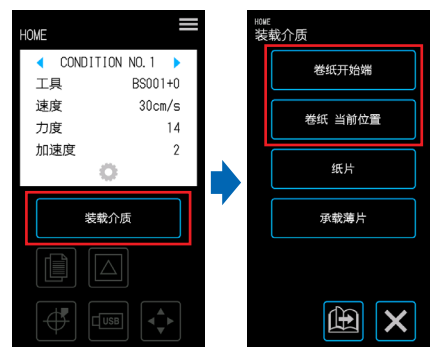 HOME
CONDITION NO.1
工具 BS001+0
速度 30cm/s
力度 14
加速度 2
装载介质
USB
HOME
装载介质
卷纸开始端
卷纸 当前位置
纸片
承载薄片